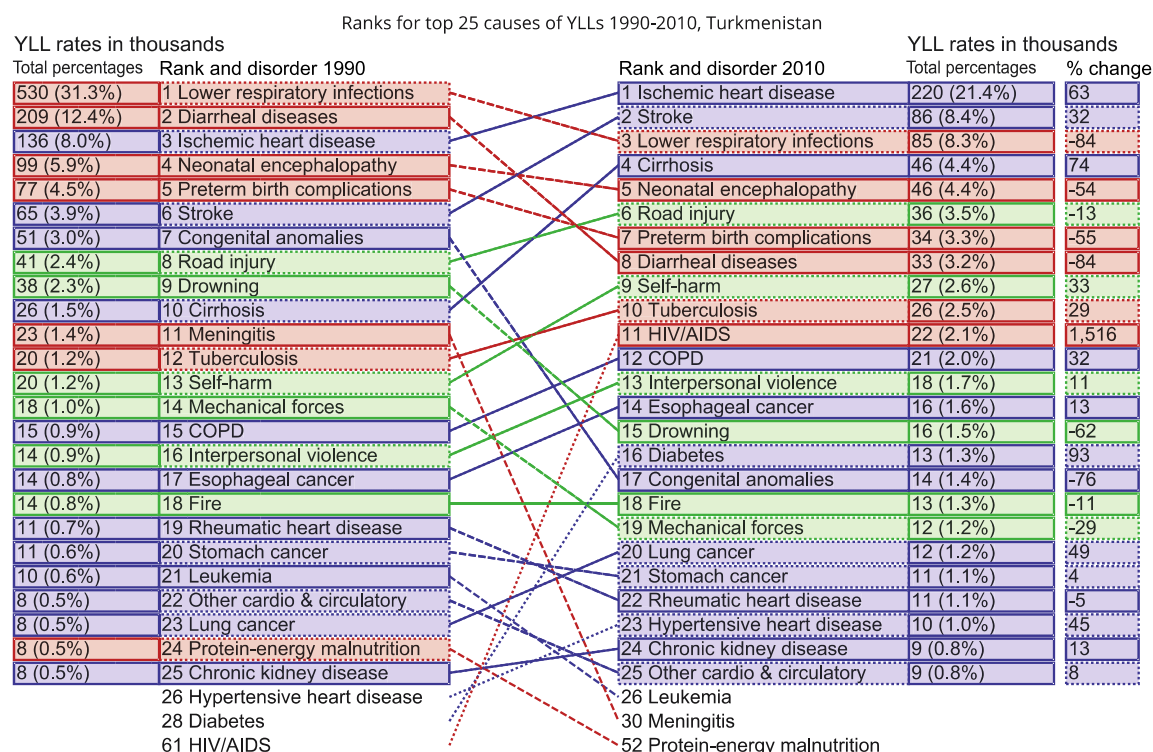 Ranks for top 25 causes of YLLs 1990-2010, Turkmenistan
YLL rates in thousands YLL rates in thousands
Total percentages Rank and disorder 1990 Rank and disorder 2010 Total percentages % change
530 (31.3%) 1 Lower respiratory infections 1 Ischemic heart disease 220 (21.4%) 63
209 (12.4%) 2 Diarrheal diseases 2 Stroke 86 (8.4%) 32
136 (8.0%) 3 Ischemic heart disease 3 Lower respiratory infections 85 (8.3%) -84
99 (5.9%) 4 Neonatal encephalopathy 4 Cirrhosis 46 (4.4%) 74
77 (4.5%) 5 Preterm birth complications 5 Neonatal encephalopathy 46 (4.4%) -54
65 (3.9%) 6 Stroke 6 Road injury 36 (3.5%) -13
51 (3.0%) 7 Congenital anomalies 7 Preterm birth complications 34 (3.3%) -55
41 (2.4%) 8 Road injury 8 Diarrheal diseases 33 (3.2%) -84
38 (2.3%) 9 Drowning 9 Self-harm 27 (2.6%) 33
26 (1.5%) 10 Cirrhosis 10 Tuberculosis 26 (2.5%) 29
23 (1.4%) 11 Meningitis 11 HIV/AIDS 22 (2.1%) 1,516
20 (1.2%) 12 Tuberculosis 12 COPD 21 (2.0%) 32
20 (1.2%) 13 Self-harm 13 Interpersonal violence 18 (1.7%) 11
18 (1.0%) 14 Mechanical forces 14 Esophageal cancer 16 (1.6%) 13
15 (0.9%) 15 COPD 15 Drowning 16 (1.5%) -62
14 (0.9%) 16 Interpersonal violence 16 Diabetes 13 (1.3%) 93
14 (0.8%) 17 Esophageal cancer 17 Congenital anomalies 14 (1.4%) -76
14 (0.8%) 18 Fire 18 Fire 13 (1.3%) -11
11 (0.7%) 19 Rheumatic heart disease 19 Mechanical forces 12 (1.2%) -29
11 (0.6%) 20 Stomach cancer 20 Lung cancer 12 (1.2%) 49
10 (0.6%) 21 Leukemia 21 Stomach cancer 11 (1.1%) 4
8 (0.5%) 22 Other cardio & circulatory 22 Rheumatic heart disease 11 (1.1%) -5
8 (0.5%) 23 Lung cancer 23 Hypertensive heart disease 10 (1.0%) 45
8 (0.5%) 24 Protein-energy malnutrition 24 Chronic kidney disease 9 (0.8%) 13
8 (0.5%) 25 Chronic kidney disease 25 Other cardio & circulatory 9 (0.8%) 8
26 Hypertensive heart disease 26 Leukemia
28 Diabetes 30 Meningitis
61 HIV/AIDS 52 Protein-energy malnutrition